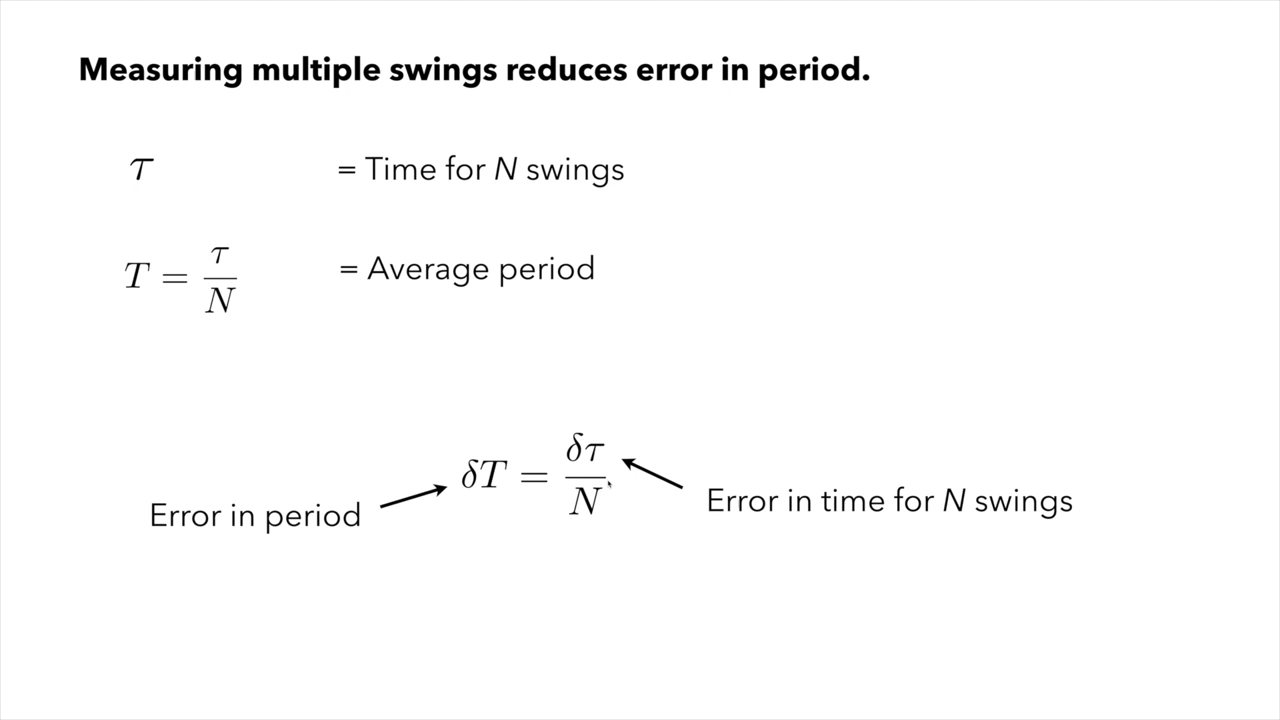 Measuring multiple swings reduces error in period.
τ = Time for N swings
T = τ/N = Average period
δT = δτ/N
Error in period
Error in time for N swings